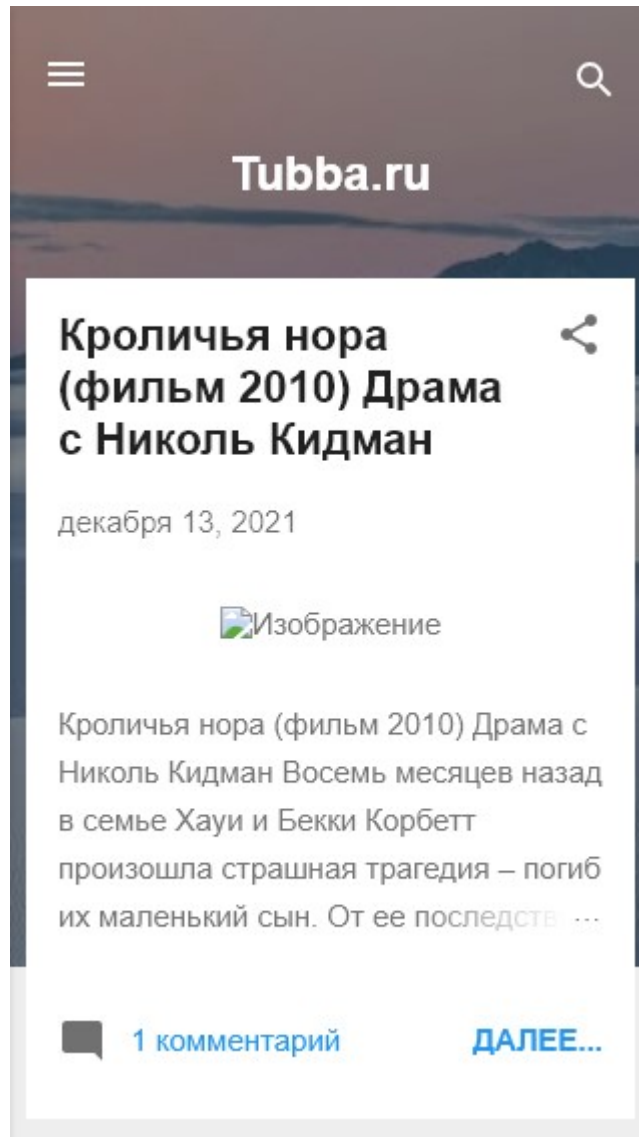 Tubba.ru
Кроличья нора
(фильм 2010) Драма
с Николь Кидман
декабря 13, 2021
Изображение
Кроличья нора (фильм 2010) Драма с
Николь Кидман Восемь месяцев назад
в семье Хауи и Бекки Корбетт
произошла страшная трагедия – погиб
их маленький сын. От ее последств ...
1 комментарий
ДАЛЕЕ...